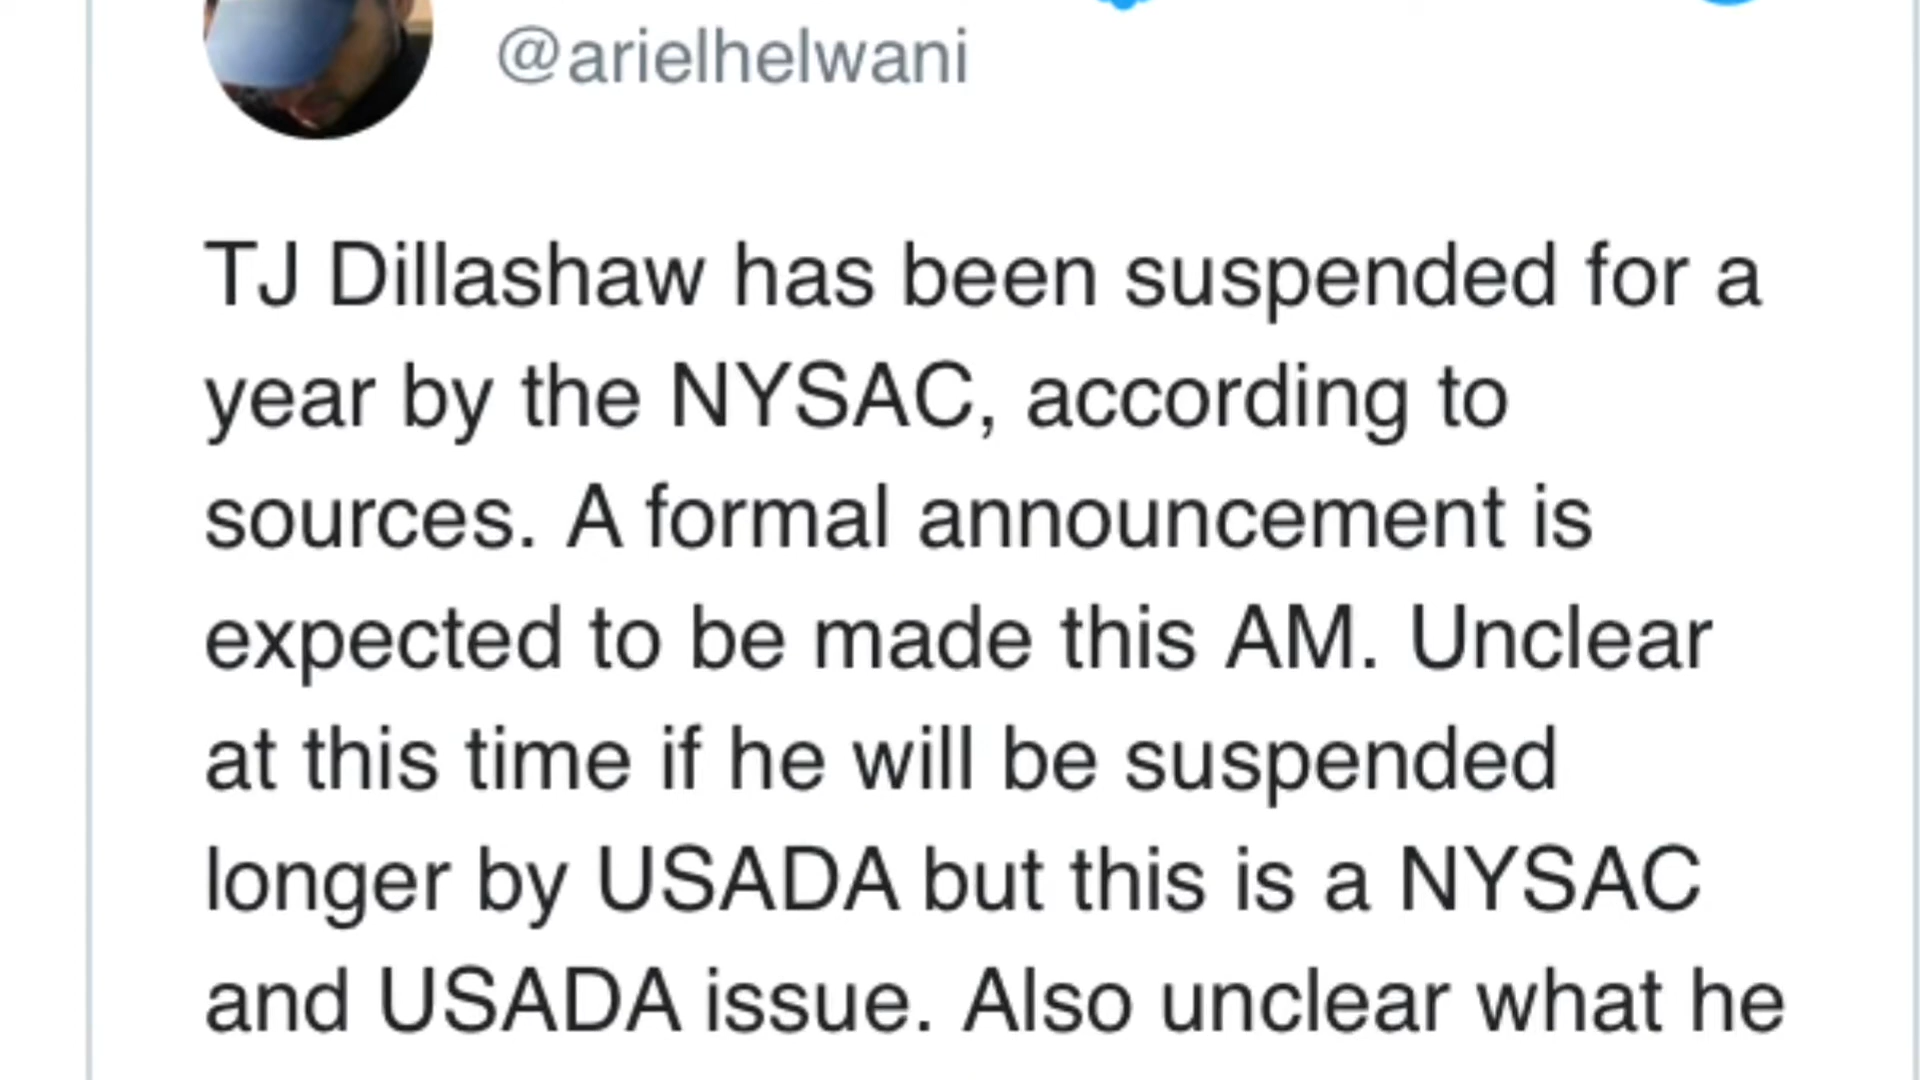 @arielhelwani
TJ Dillashaw has been suspended for a
year by the NYSAC, according to
sources. A formal announcement is
expected to be made this AM. Unclear
at this time if he will be suspended
longer by USADA but this is a NYSAC
and USADA issue. Also unclear what he